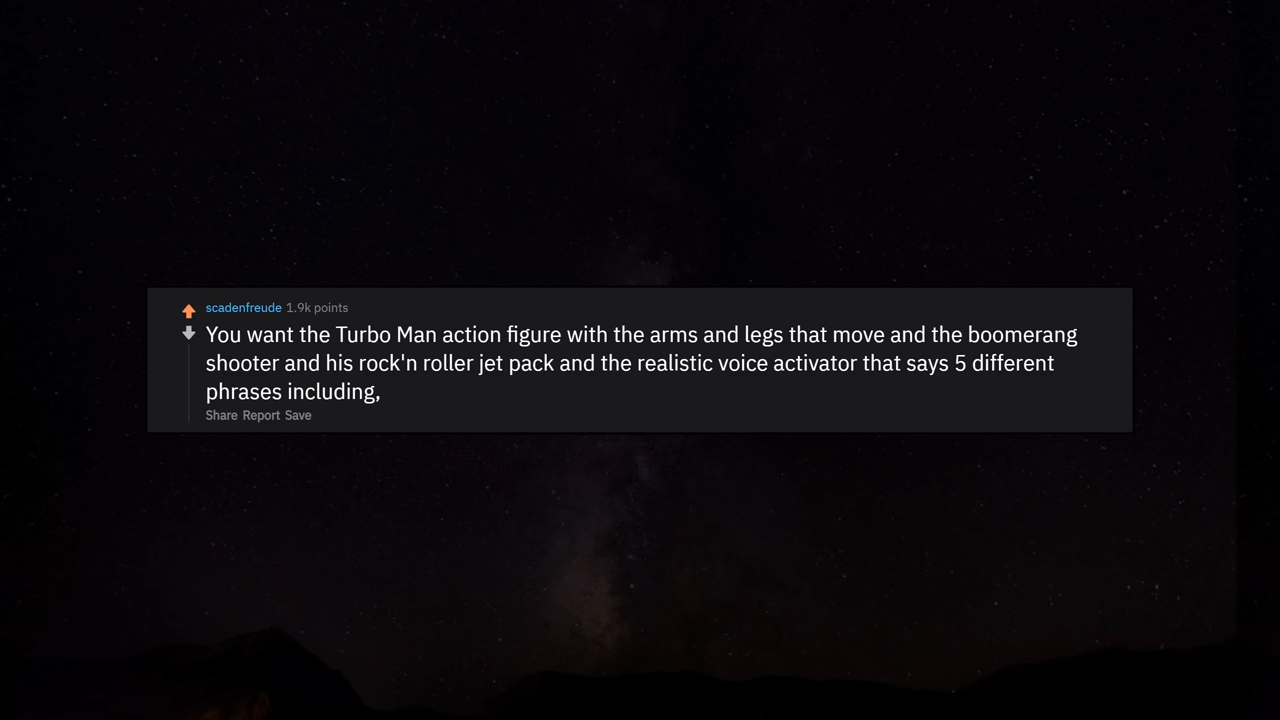 scadenfreude 1.9k points
You want the Turbo Man action figure with the arms and legs that move and the boomerang
shooter and his rock'n roller jet pack and the realistic voice activator that says 5 different
phrases including,
Share Report Save